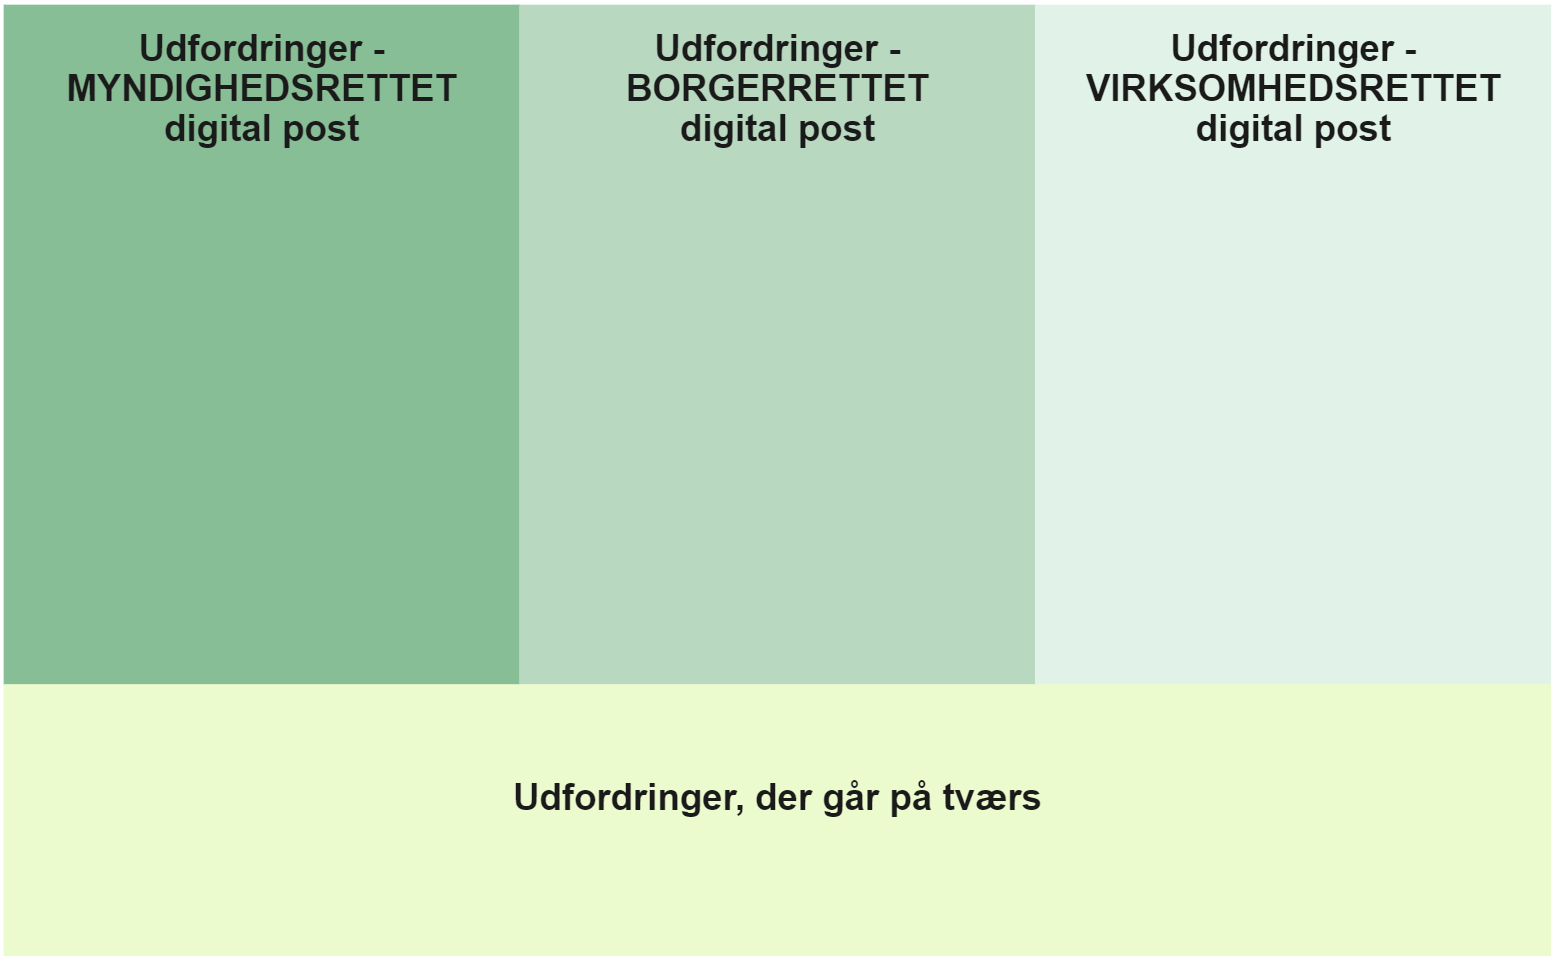 Udfordringer -
MYNDIGHEDSRETTET
digital post
Udfordringer -
BORGERRETTET
digital post
Udfordringer -
VIRKSOMHEDSRETTET
digital post
Udfordringer, der går på tværs